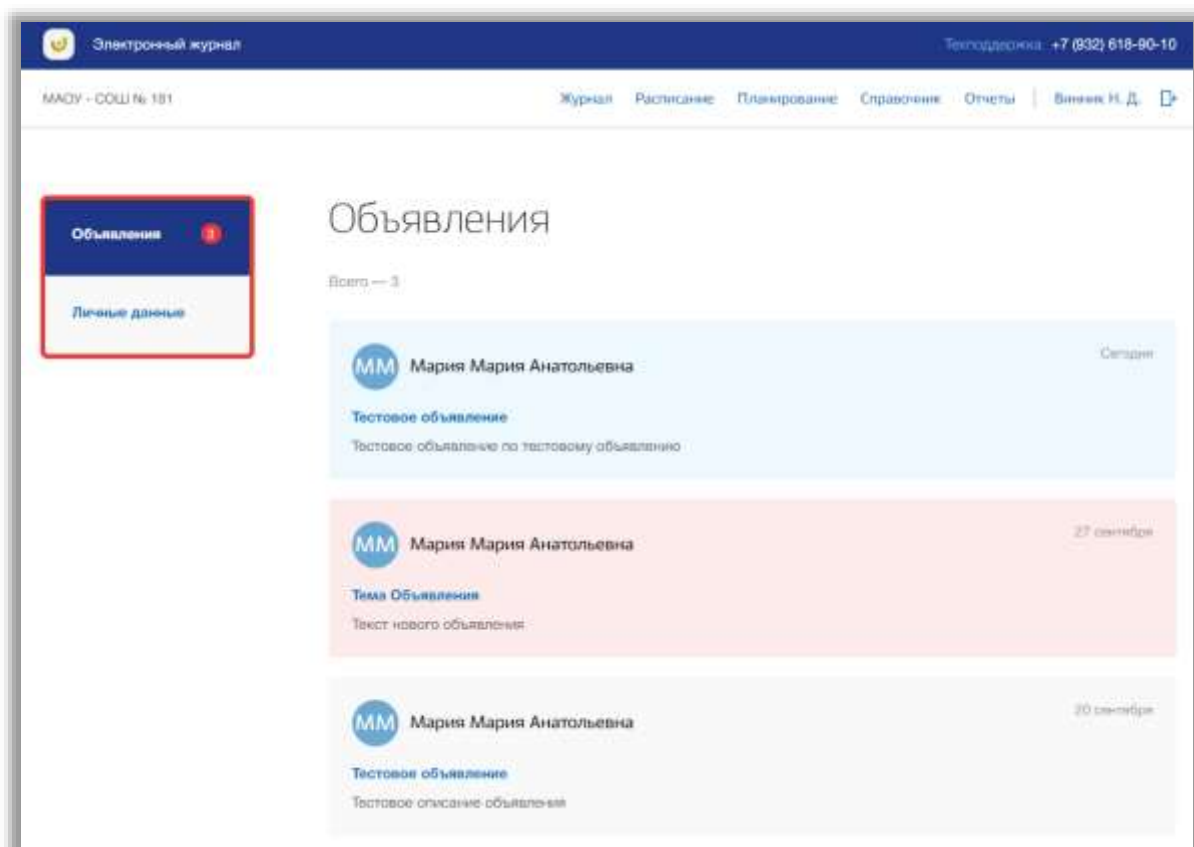 Электронный журнал
Техподдержка: +7 (932) 618-90-10
МАОУ - СОШ № 181
Журнал Расписание Планирование Справочник Отчеты Винник Н. Д.
Объявления 3
Личные данные
Объявления
Всего — 3
ММ Мария Мария Анатольевна Сегодня
Тестовое объявление
Тестовое объявление по тестовому объявлению
ММ Мария Мария Анатольевна 27 сентября
Тема Объявления
Текст нового объявления
ММ Мария Мария Анатольевна 20 сентября
Тестовое объявление
Тестовое описание объявления